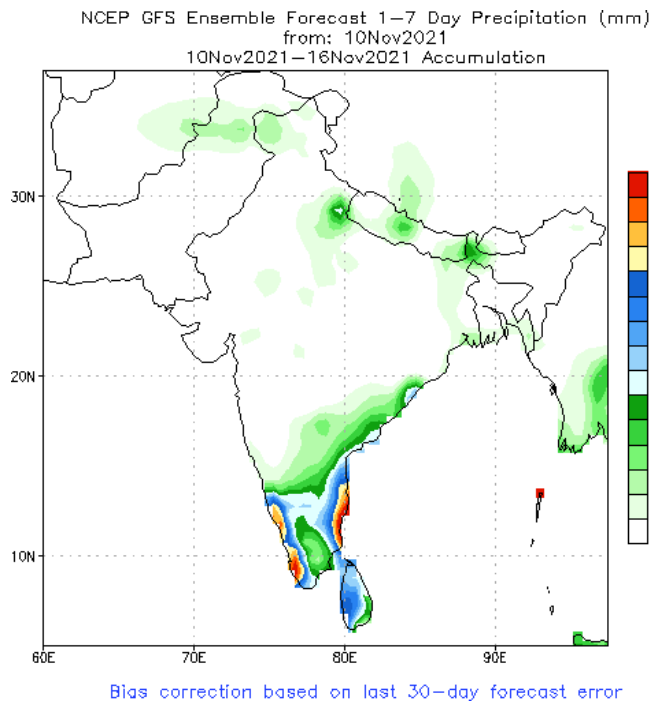 NCEP GFS Ensemble Forecast 1-7 Day Precipitation (mm)
from: 10Nov2021
10Nov2021-16Nov2021 Accumulation
30N
20N
10N
60E
70E
80E
90E
Bias correction based on last 30-day forecast error